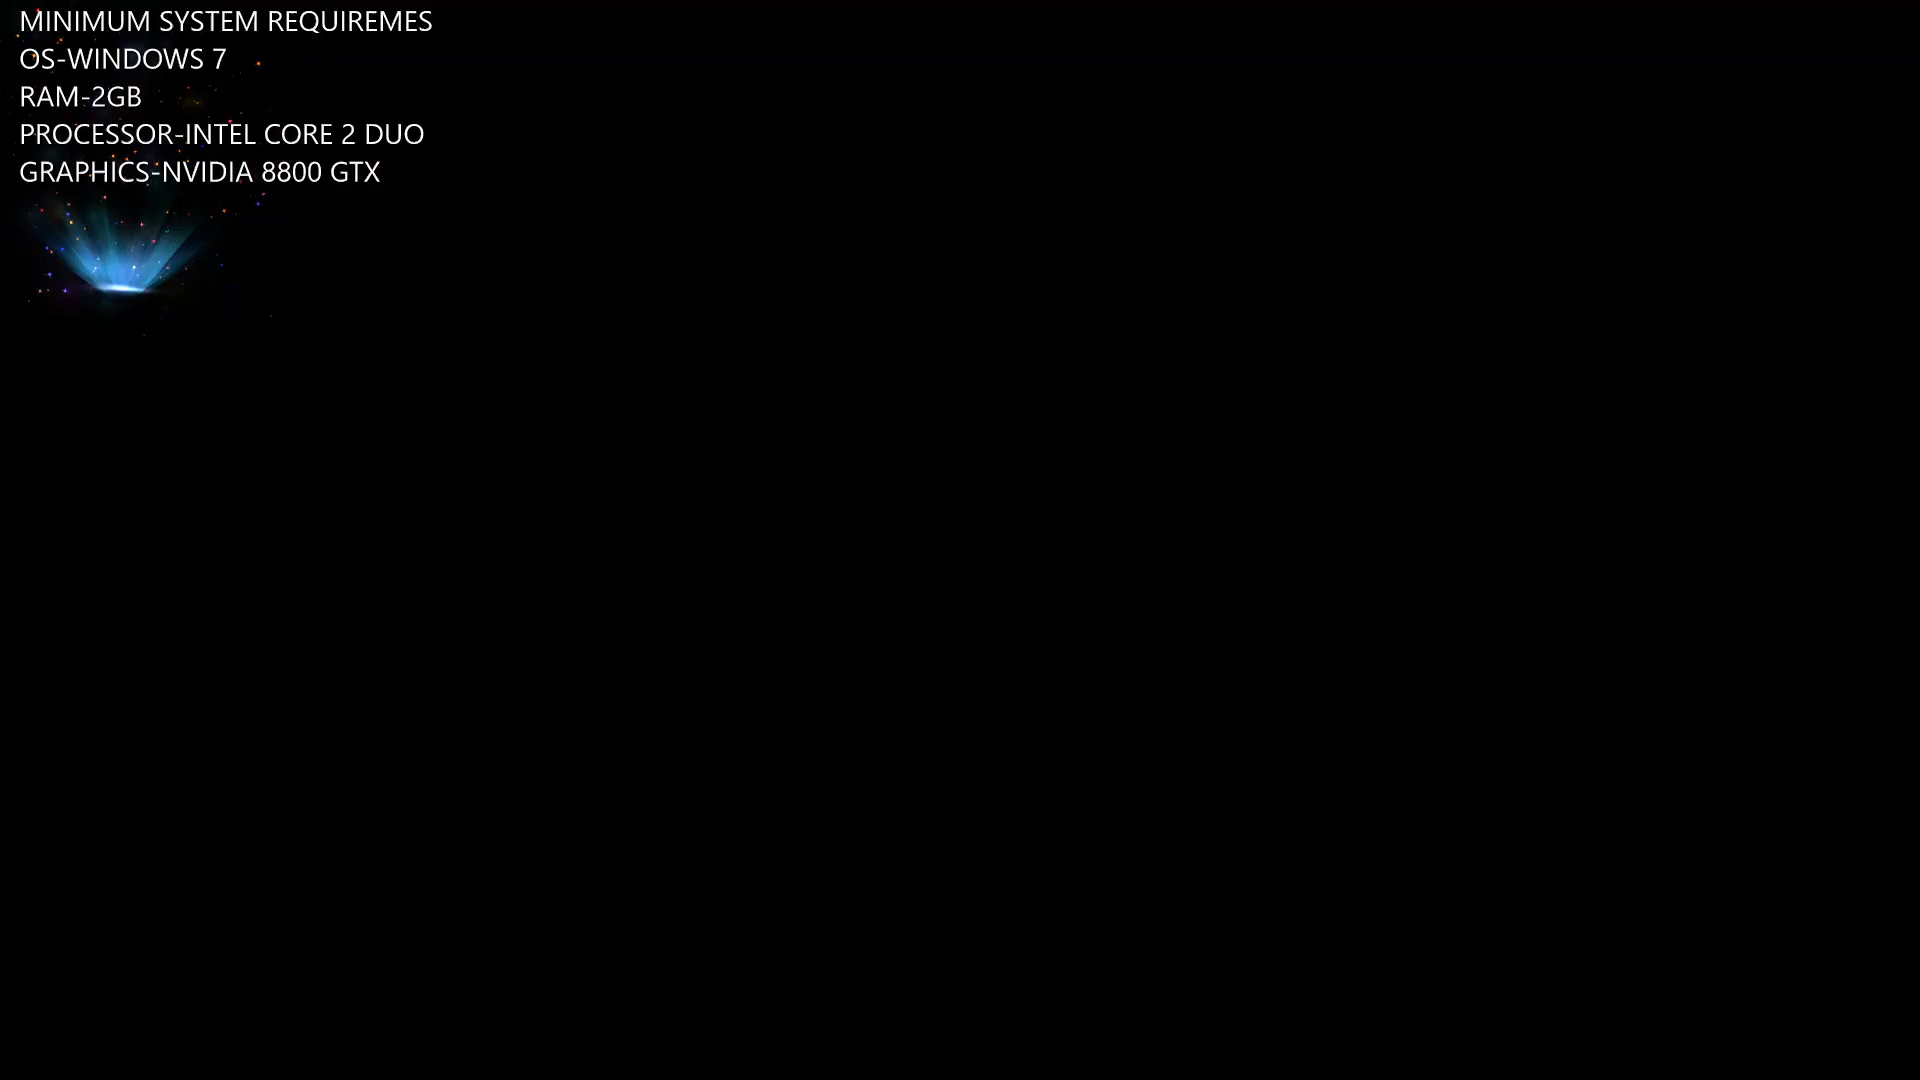 MINIMUM SYSTEM REQUIREMES
OS-WINDOWS 7
RAM-2GB
PROCESSOR-INTEL CORE 2 DUO
GRAPHICS-NVIDIA 8800 GTX